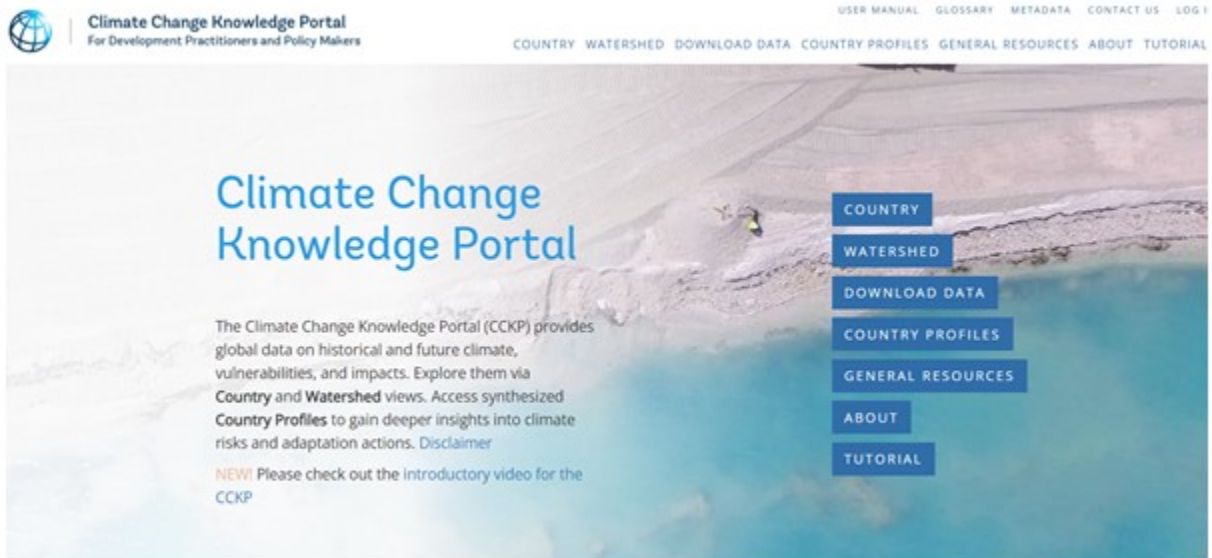 Climate Change Knowledge Portal
For Development Practitioners and Policy Makers
USER MANUAL GLOSSARY METADATA CONTACT US LOG I
COUNTRY WATERSHED DOWNLOAD DATA COUNTRY PROFILES GENERAL RESOURCES ABOUT TUTORIAL
Climate Change
Knowledge Portal
The Climate Change Knowledge Portal (CCKP) provides
global data on historical and future climate,
vulnerabilities, and impacts. Explore them via
Country and Watershed views. Access synthesized
Country Profiles to gain deeper insights into climate
risks and adaptation actions. Disclaimer
NEW! Please check out the introductory video for the
CCKP
COUNTRY
WATERSHED
DOWNLOAD DATA
COUNTRY PROFILES
GENERAL RESOURCES
ABOUT
TUTORIAL